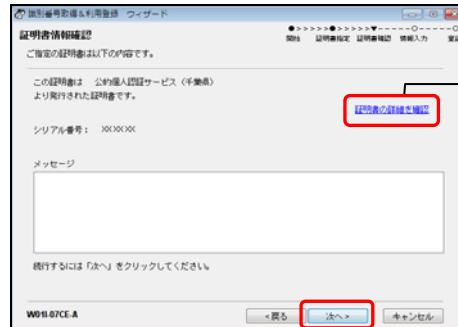 識別番号取得&利用登録 ウィザード
証明書情報確認
●>>>>>●>>>>>▼-----○-----○
開始 証明書指定 証明書確認 情報入力
ご指定の証明書は以下の内容です。
この証明書は 公的個人認証サービス（千葉県）
より発行された証明書です。
証明書の詳細を確認
シリアル番号： XXXXXXX
メッセージ
続行するには「次へ」をクリックしてください。
W01I-07CE-A
<戻る
次へ>
キャンセル